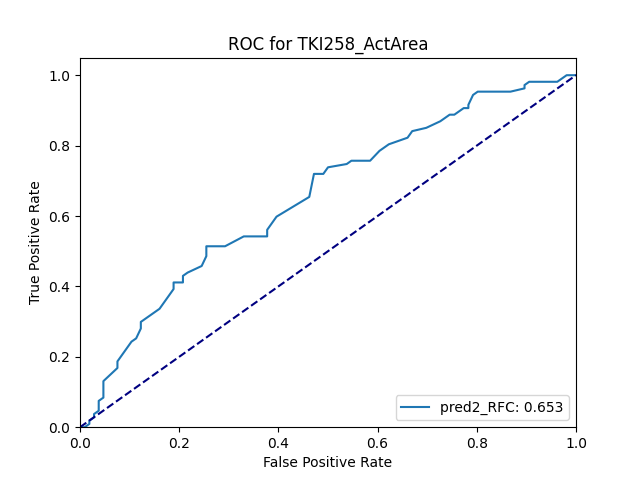 ROC for TKI258_ActArea
1.0
0.8
0.6
0.4
0.2
0.0
True Positive Rate
pred2_RFC: 0.653
0.0 0.2 0.4 0.6 0.8 1.0
False Positive Rate